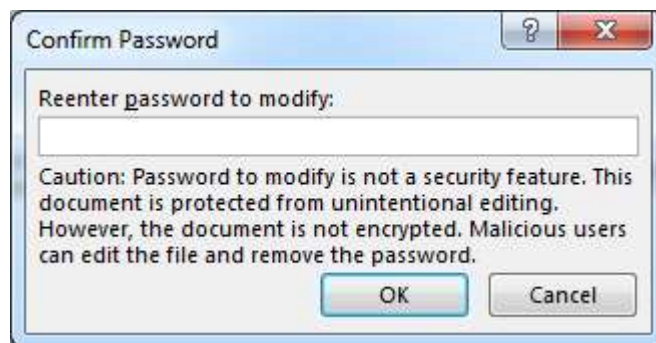 Confirm Password
?
Reenter password to modify:
Caution: Password to modify is not a security feature. This
document is protected from unintentional editing.
However, the document is not encrypted. Malicious users
can edit the file and remove the password.
OK Cancel